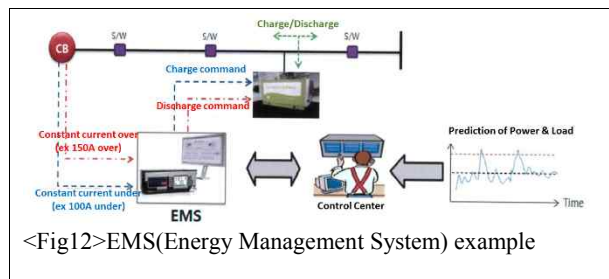 Charge/Discharge
CB
S/W
S/W
S/W
Charge command
Discharge command
Constant current over
(ex 150A over)
Prediction of Power & Load
Constant current under
(ex 100A under)
EMS
Control Center
Time
<Fig12>EMS(Energy Management System) example